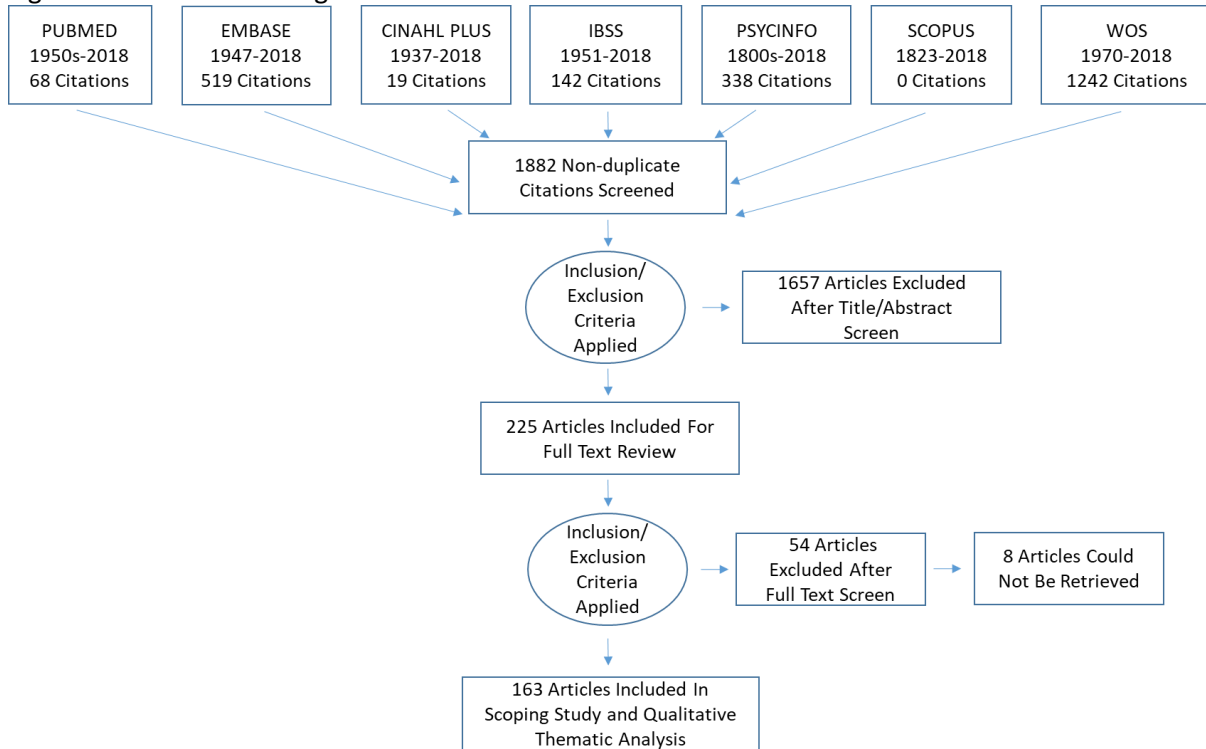 PUBMED
1950s-2018
68 Citations
EMBASE
1947-2018
519 Citations
CINAHL PLUS
1937-2018
19 Citations
IBSS
1951-2018
142 Citations
PSYCINFO
1800s-2018
338 Citations
SCOPUS
1823-2018
0 Citations
WOS
1970-2018
1242 Citations
1882 Non-duplicate
Citations Screened
Inclusion/
Exclusion
Criteria
Applied
1657 Articles Excluded
After Title/Abstract
Screen
225 Articles Included For
Full Text Review
Inclusion/
Exclusion
Criteria
Applied
54 Articles
Excluded After
Full Text Screen
8 Articles Could
Not Be Retrieved
163 Articles Included In
Scoping Study and Qualitative
Thematic Analysis